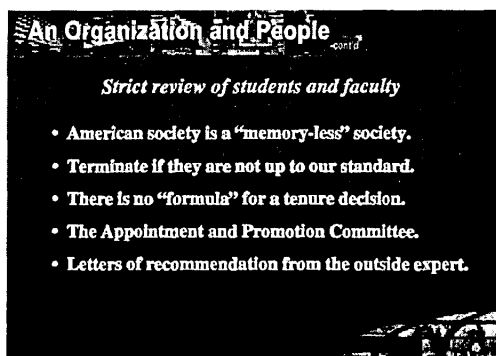 An Organization and People
-cont'd
Strict review of students and faculty
• American society is a “memory-less” society.
• Terminate if they are not up to our standard.
• There is no “formula” for a tenure decision.
• The Appointment and Promotion Committee.
• Letters of recommendation from the outside expert.